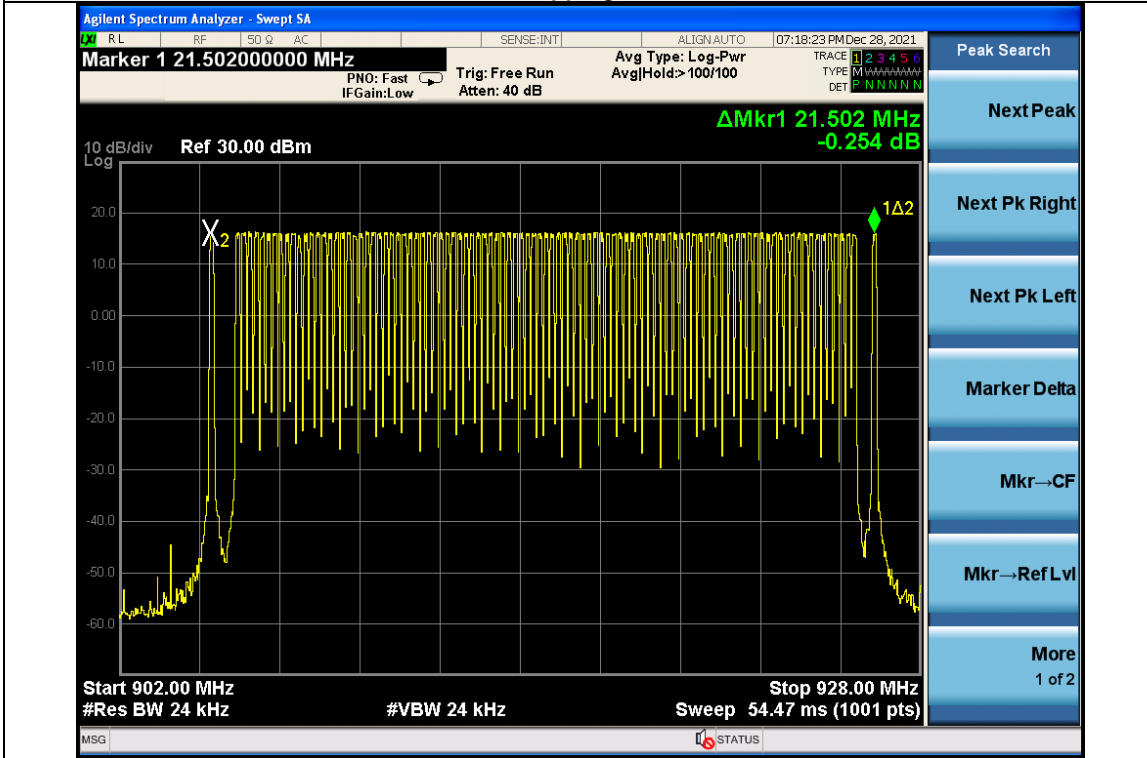 Agilent Spectrum Analyzer - Swept SA
LXI RL RF 50 Ω AC SENSE:INT ALIGNAUTO 07:18:23 PM Dec 28, 2021
Marker 1 21.502000000 MHz
PNO: Fast
IFGain:Low
Trig: Free Run
Atten: 40 dB
Avg Type: Log-Pwr
Avg|Hold:> 100/100
TRACE 1 2 3 4 5 6
TYPE M
DET P N N N N N
ΔMkr1 21.502 MHz
-0.254 dB
10 dB/div Ref 30.00 dBm
Log
20.0
10.0
0.00
-10.0
-20.0
-30.0
-40.0
-50.0
-60.0
X2
1Δ2
Start 902.00 MHz Stop 928.00 MHz
#Res BW 24 kHz #VBW 24 kHz Sweep 54.47 ms (1001 pts)
MSG STATUS
Peak Search
Next Peak
Next Pk Right
Next Pk Left
Marker Delta
Mkr→CF
Mkr→Ref Lvl
More
1 of 2